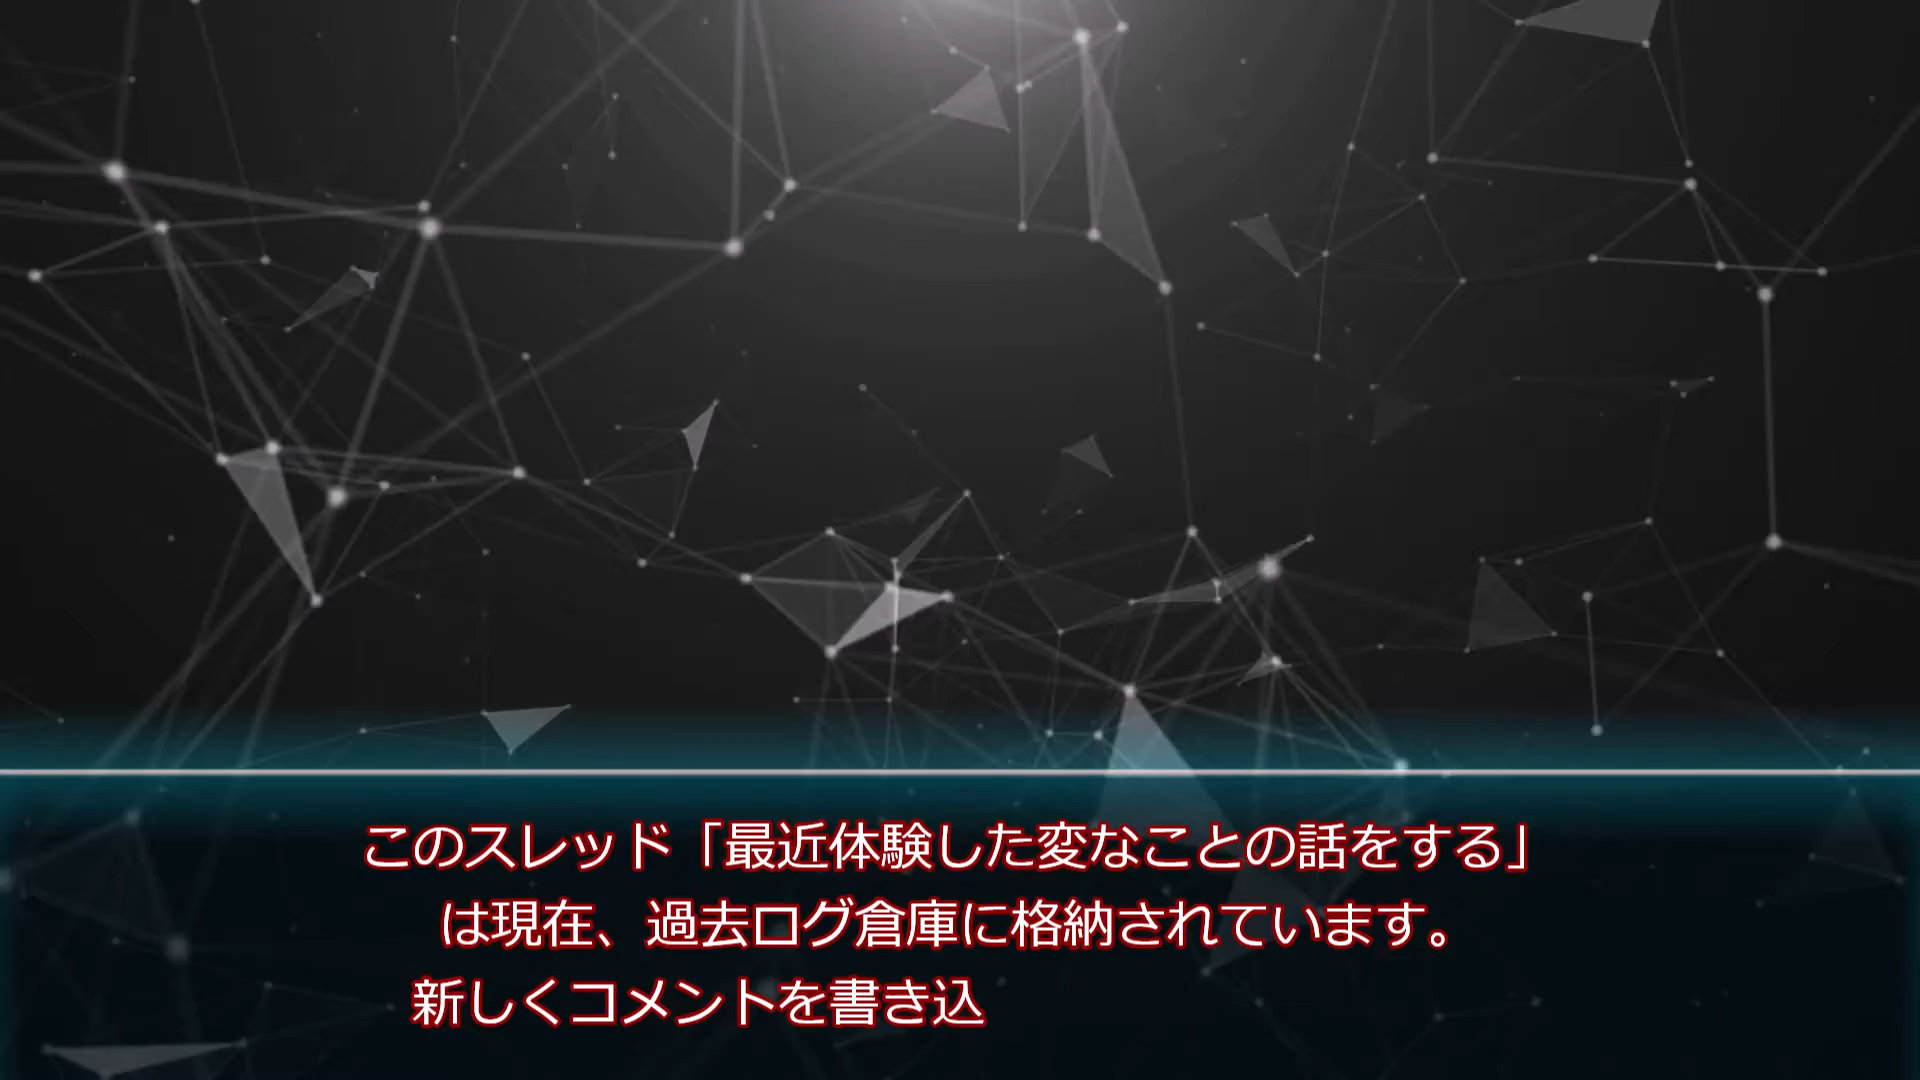 このスレッド「最近体験した変なことの話をする」
は現在、過去ログ倉庫に格納されています。
新しくコメントを書き込